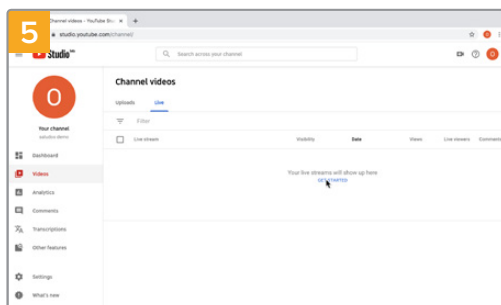 5
Channel videos - YouTube Stu
studio.youtube.com/channel/
Studio
Search across your channel
O
O
O
Your channel
Channel videos
Uploads
Live
Filter
Live stream
Visibility
Date
Views
Live viewers
Comments
Your live streams will show up here
GET STARTED
Dashboard
Videos
Analytics
Comments
Transcriptions
Other features
Settings
What's new